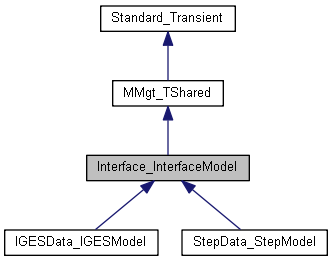 Standard_Transient
MMgt_TShared
Interface_InterfaceModel
IGESData_IGESModel
StepData_StepModel